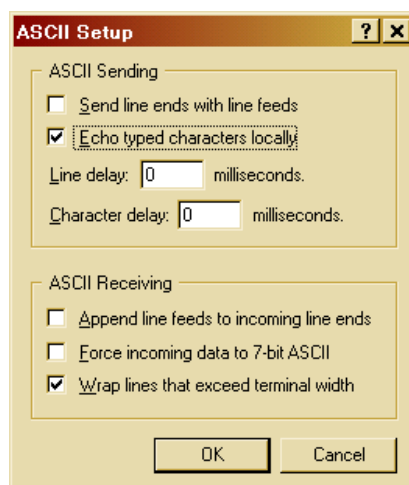 ASCII Setup
ASCII Sending
Send line ends with line feeds
Echo typed characters locally
Line delay: 0 milliseconds.
Character delay: 0 milliseconds.
ASCII Receiving
Append line feeds to incoming line ends
Force incoming data to 7-bit ASCII
Wrap lines that exceed terminal width
OK Cancel